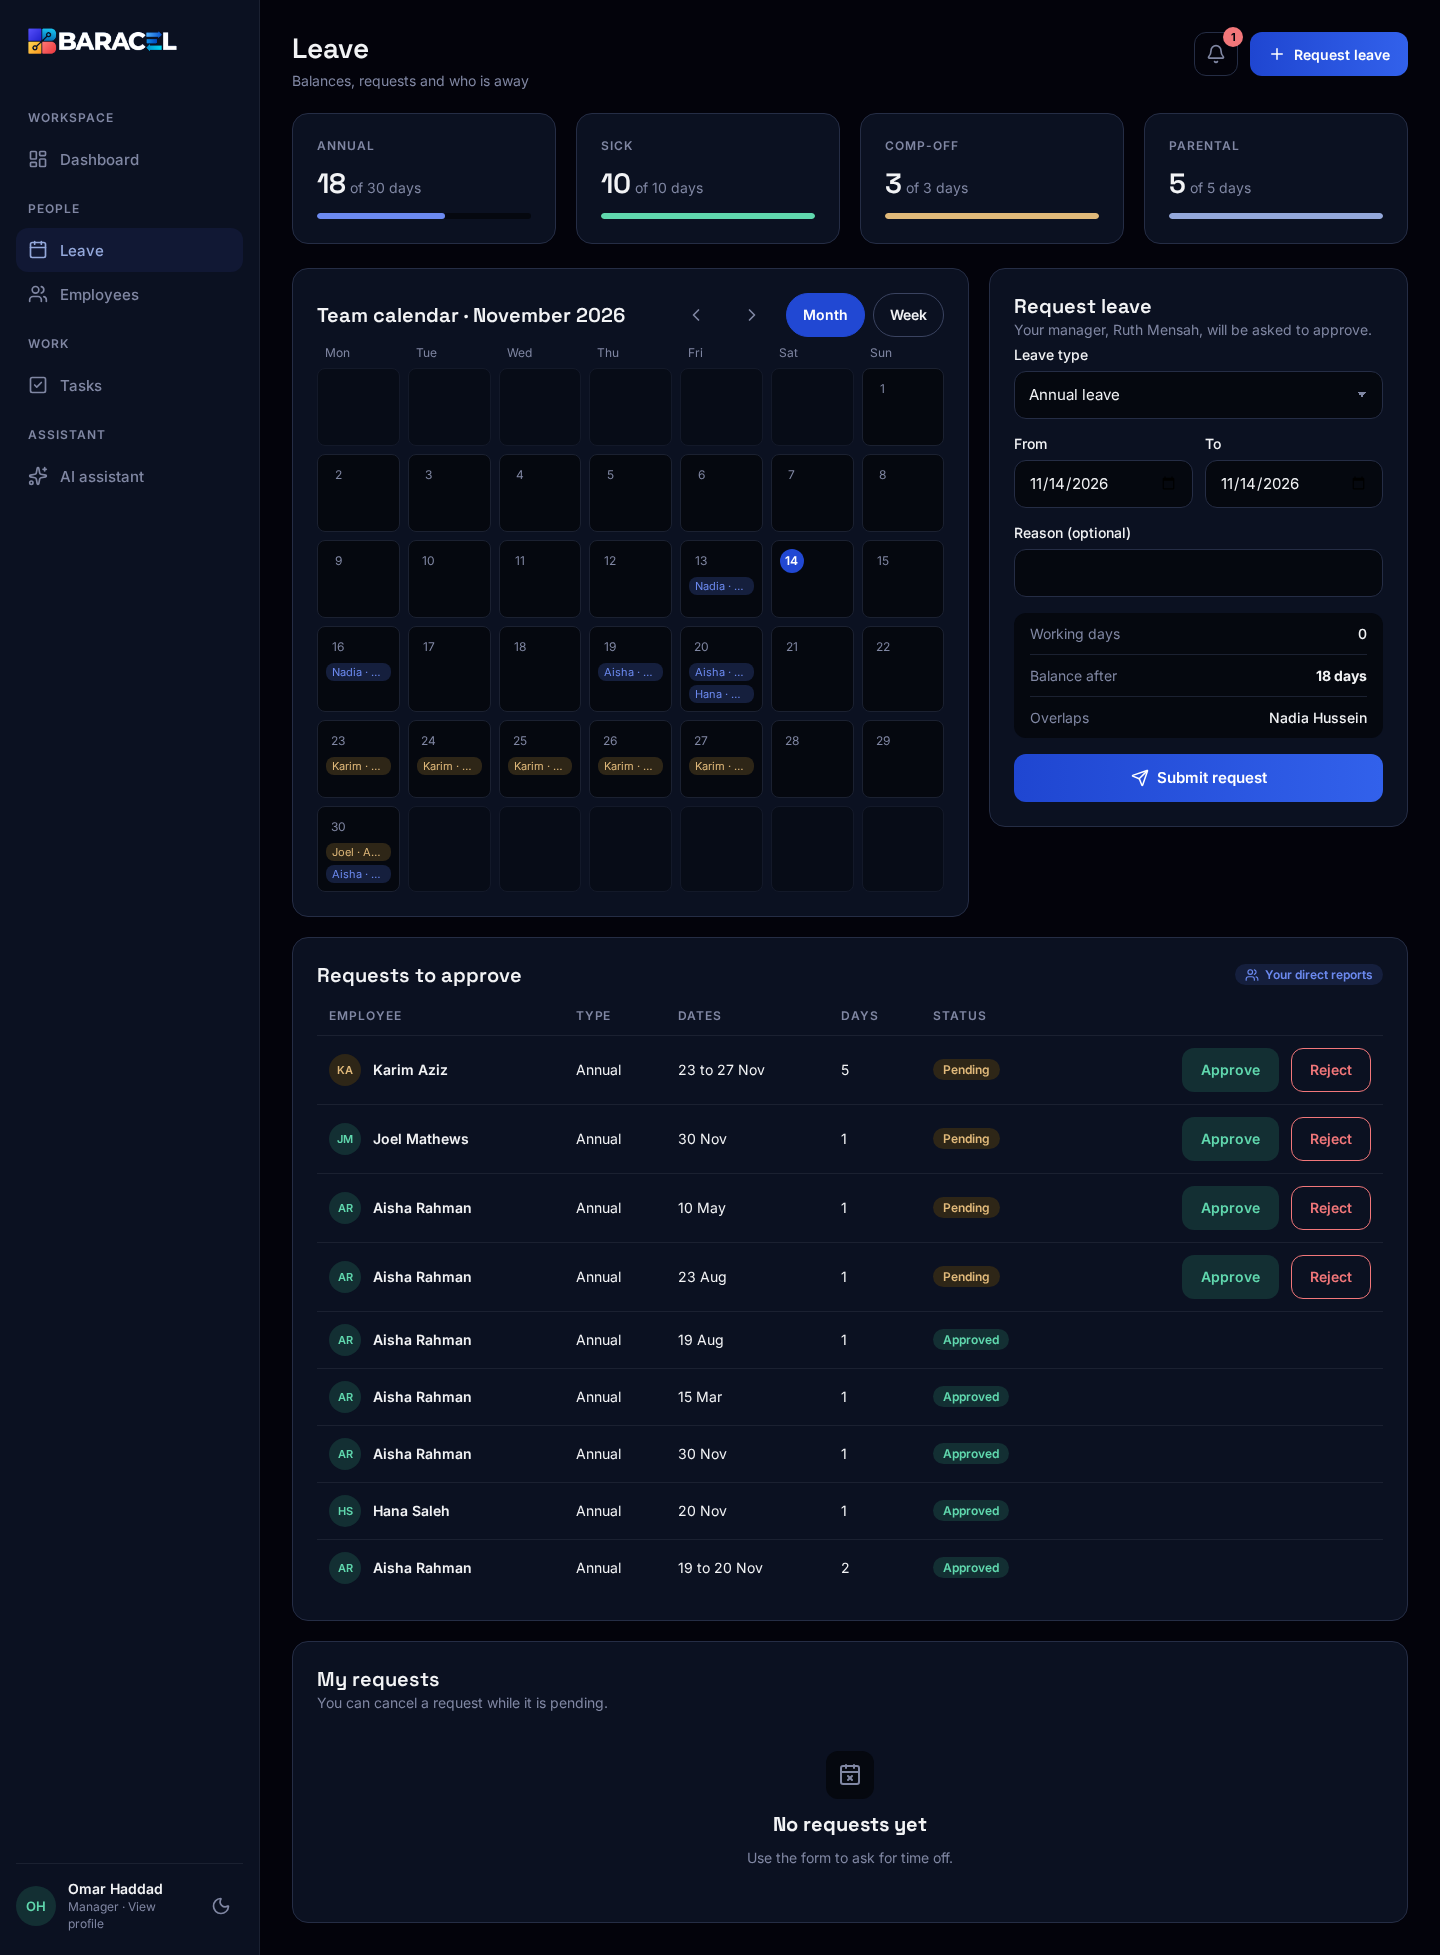 BARACEL
WORKSPACE
Dashboard
PEOPLE
Leave
Employees
WORK
Tasks
ASSISTANT
AI assistant
OH
Omar Haddad
Manager · View
profile
Leave
Balances, requests and who is away
1
Request leave
ANNUAL
18 of 30 days
SICK
10 of 10 days
COMP-OFF
3 of 3 days
PARENTAL
5 of 5 days
Team calendar · November 2026
Month
Week
Mon Tue Wed Thu Fri Sat Sun
1
2 3 4 5 6 7 8
9 10 11 12 13 14 15
Nadia · ...
16 17 18 19 20 21 22
Nadia · ... Aisha · ... Aisha · ...
Hana · ...
23 24 25 26 27 28 29
Karim · ... Karim · ... Karim · ... Karim · ... Karim · ...
30
Joel · A...
Aisha · ...
Request leave
Your manager, Ruth Mensah, will be asked to approve.
Leave type
Annual leave
From To
11/14/2026 11/14/2026
Reason (optional)
Working days 0
Balance after 18 days
Overlaps Nadia Hussein
Submit request
Requests to approve
Your direct reports
EMPLOYEE TYPE DATES DAYS STATUS
KA Karim Aziz Annual 23 to 27 Nov 5 Pending Approve Reject
JM Joel Mathews Annual 30 Nov 1 Pending Approve Reject
AR Aisha Rahman Annual 10 May 1 Pending Approve Reject
AR Aisha Rahman Annual 23 Aug 1 Pending Approve Reject
AR Aisha Rahman Annual 19 Aug 1 Approved
AR Aisha Rahman Annual 15 Mar 1 Approved
AR Aisha Rahman Annual 30 Nov 1 Approved
HS Hana Saleh Annual 20 Nov 1 Approved
AR Aisha Rahman Annual 19 to 20 Nov 2 Approved
My requests
You can cancel a request while it is pending.
No requests yet
Use the form to ask for time off.